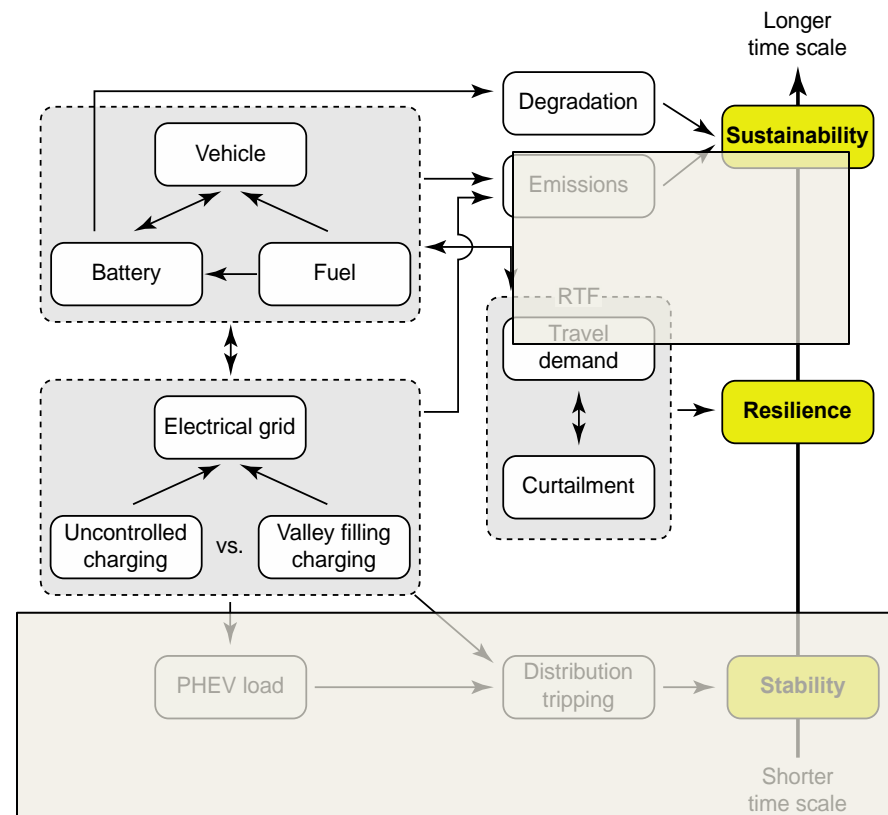 Longer
time scale
Degradation
Sustainability
Vehicle
Emissions
Battery
Fuel
RTF
Travel
demand
Resilience
Electrical grid
Curtailment
Uncontrolled
charging
vs.
Valley filling
charging
PHEV load
Distribution
tripping
Stability
Shorter
time scale